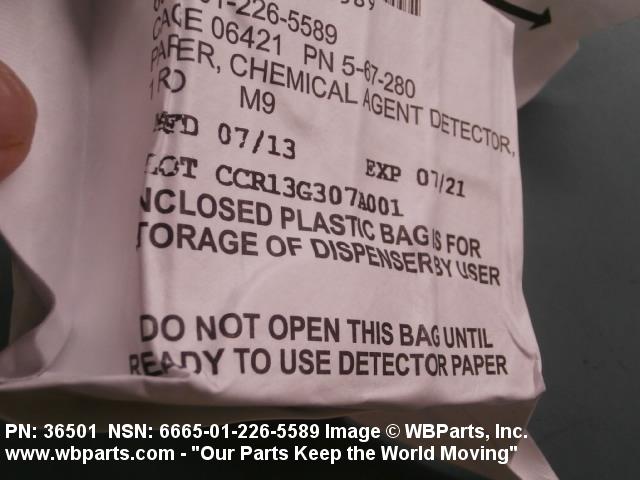 01-226-5589
CAGE 06421 PN 5-67-280
PAPER, CHEMICAL AGENT DETECTOR,
1 RO M9
MFD 07/13 EXP 07/21
LOT CCR13G307A001
NCLOSED PLASTIC BAG IS FOR
TORAGE OF DISPENSER BY USER
DO NOT OPEN THIS BAG UNTIL
READY TO USE DETECTOR PAPER
PN: 36501 NSN: 6665-01-226-5589 Image © WBParts, Inc.
www.wbparts.com - "Our Parts Keep the World Moving"